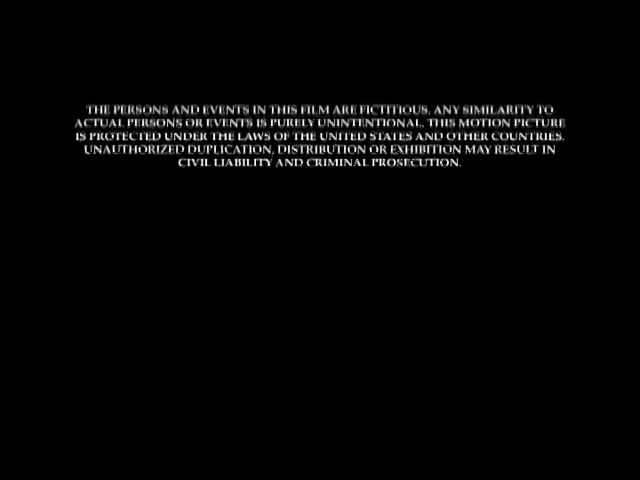 THE PERSONS AND EVENTS IN THIS FILM ARE FICTITIOUS, ANY SIMILARITY TO
ACTUAL PERSONS OR EVENTS IS PURELY UNINTENTIONAL. THIS MOTION PICTURE
IS PROTECTED UNDER THE LAWS OF THE UNITED STATES AND OTHER COUNTRIES.
UNAUTHORIZED DUPLICATION, DISTRIBUTION OR EXHIBITION MAY RESULT IN
CIVIL LIABILITY AND CRIMINAL PROSECUTION.